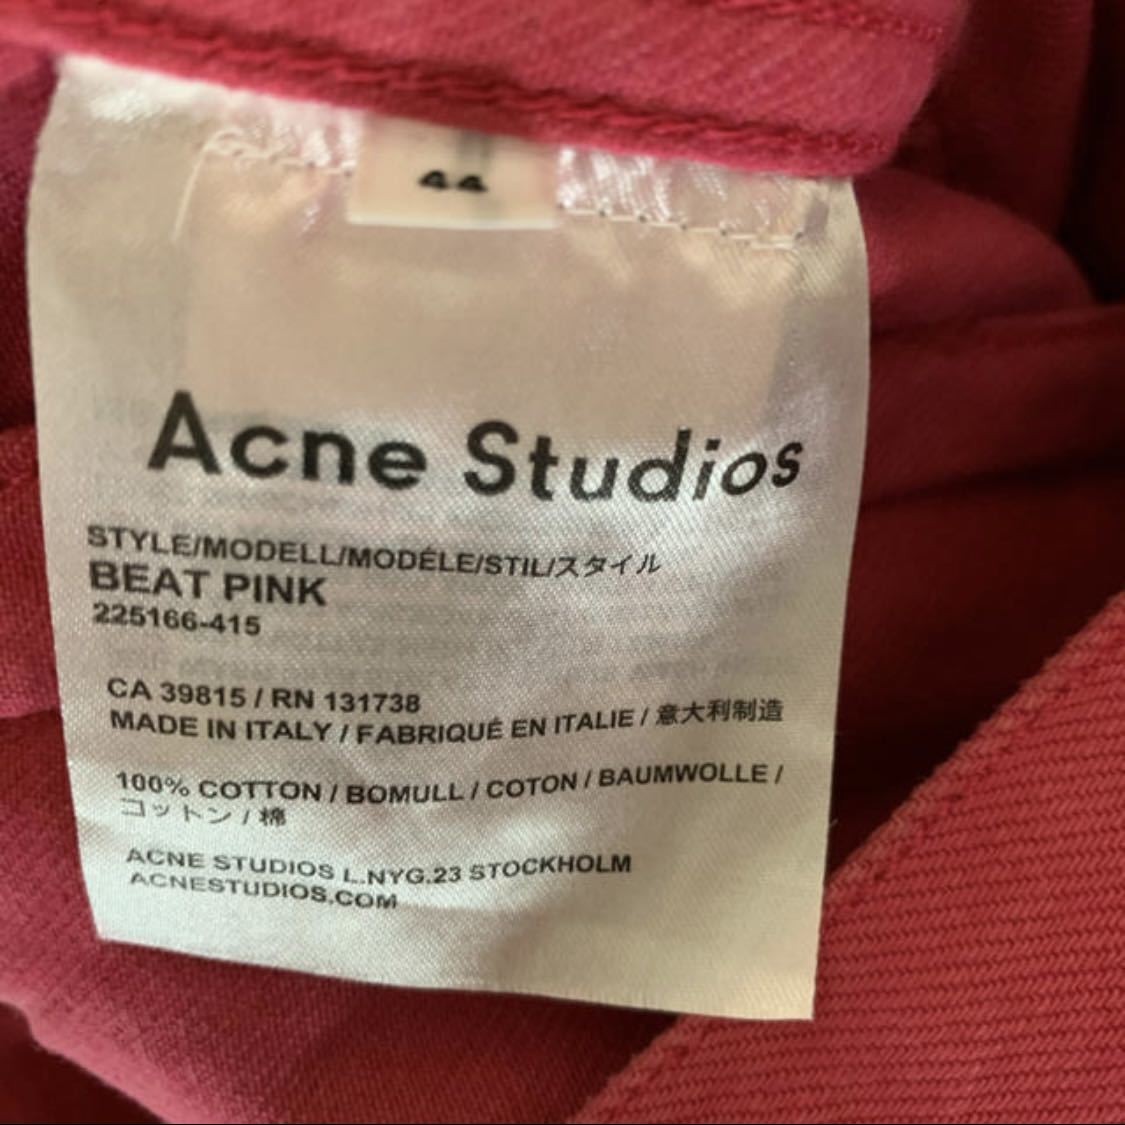 44
Acne Studios
STYLE/MODELL/MODÈLE/STIL/スタイル
BEAT PINK
225166-415
CA 39815 / RN 131738
MADE IN ITALY / FABRIQUÉ EN ITALIE / 意大利制造
100% COTTON / BOMULL / COTON / BAUMWOLLE /
コットン / 棉
ACNE STUDIOS L.NYG.23 STOCKHOLM
ACNESTUDIOS.COM